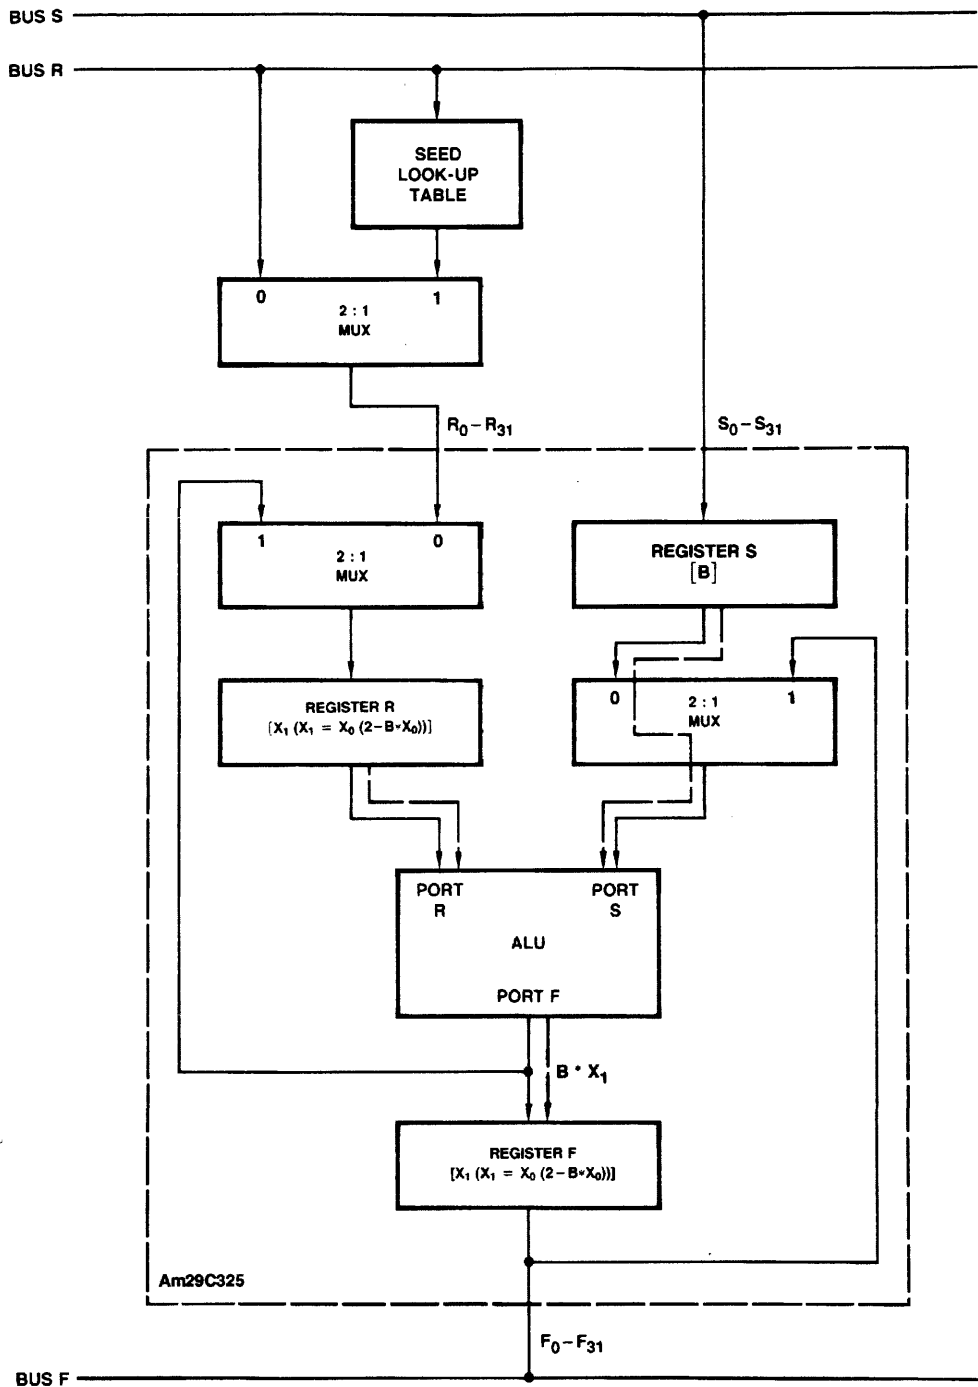 BUS S
BUS R
SEED
LOOK-UP
TABLE
0 1
2 : 1
MUX
R0–R31
S0–S31
1 0
2 : 1
MUX
REGISTER S
[B]
REGISTER R
[X1 (X1 = X0 (2–B*X0))]
0 1
2 : 1
MUX
PORT
R
PORT
S
ALU
PORT F
B * X1
REGISTER F
[X1 (X1 = X0 (2–B*X0))]
Am29C325
F0–F31
BUS F